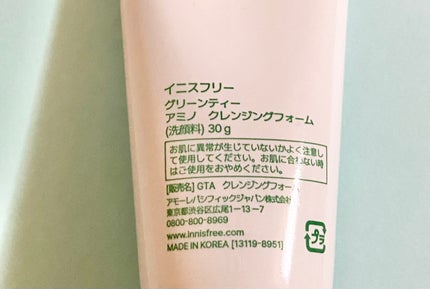 イニスフリー
グリーンティー
アミノ クレンジングフォーム
(洗顔料) 30g
お肌に異常が生じていないかよく注意し
て使用してください。お肌に合わない時
はご使用をおやめください。
[販売名] GTA クレンジングフォーム
アモーレパシフィックジャパン株式会社
東京都渋谷区広尾1-13-7
0800-800-8969
www.innisfree.com
MADE IN KOREA [13119-8951]
プラ